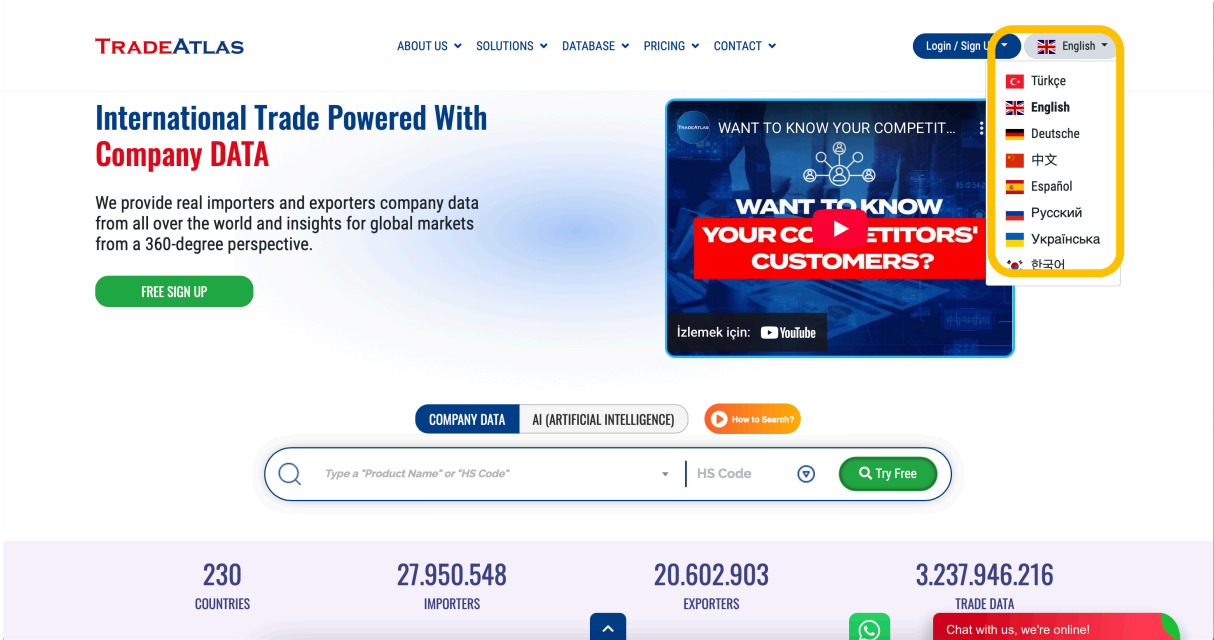 TRADEATLAS
ABOUT US
SOLUTIONS
DATABASE
PRICING
CONTACT
Login / Sign U
English
Türkçe
English
Deutsche
中文
Español
Русский
Українська
한국어
International Trade Powered With
Company DATA
We provide real importers and exporters company data
from all over the world and insights for global markets
from a 360-degree perspective.
FREE SIGN UP
TRADEATLAS
WANT TO KNOW YOUR COMPETIT...
WANT TO KNOW
YOUR CO ETITORS'
CUSTOMERS?
İzlemek için: YouTube
COMPANY DATA
AI (ARTIFICIAL INTELLIGENCE)
How to Search?
Type a "Product Name" or "HS Code"
HS Code
Try Free
230
COUNTRIES
27.950.548
IMPORTERS
20.602.903
EXPORTERS
3.237.946.216
TRADE DATA
Chat with us, we're online!